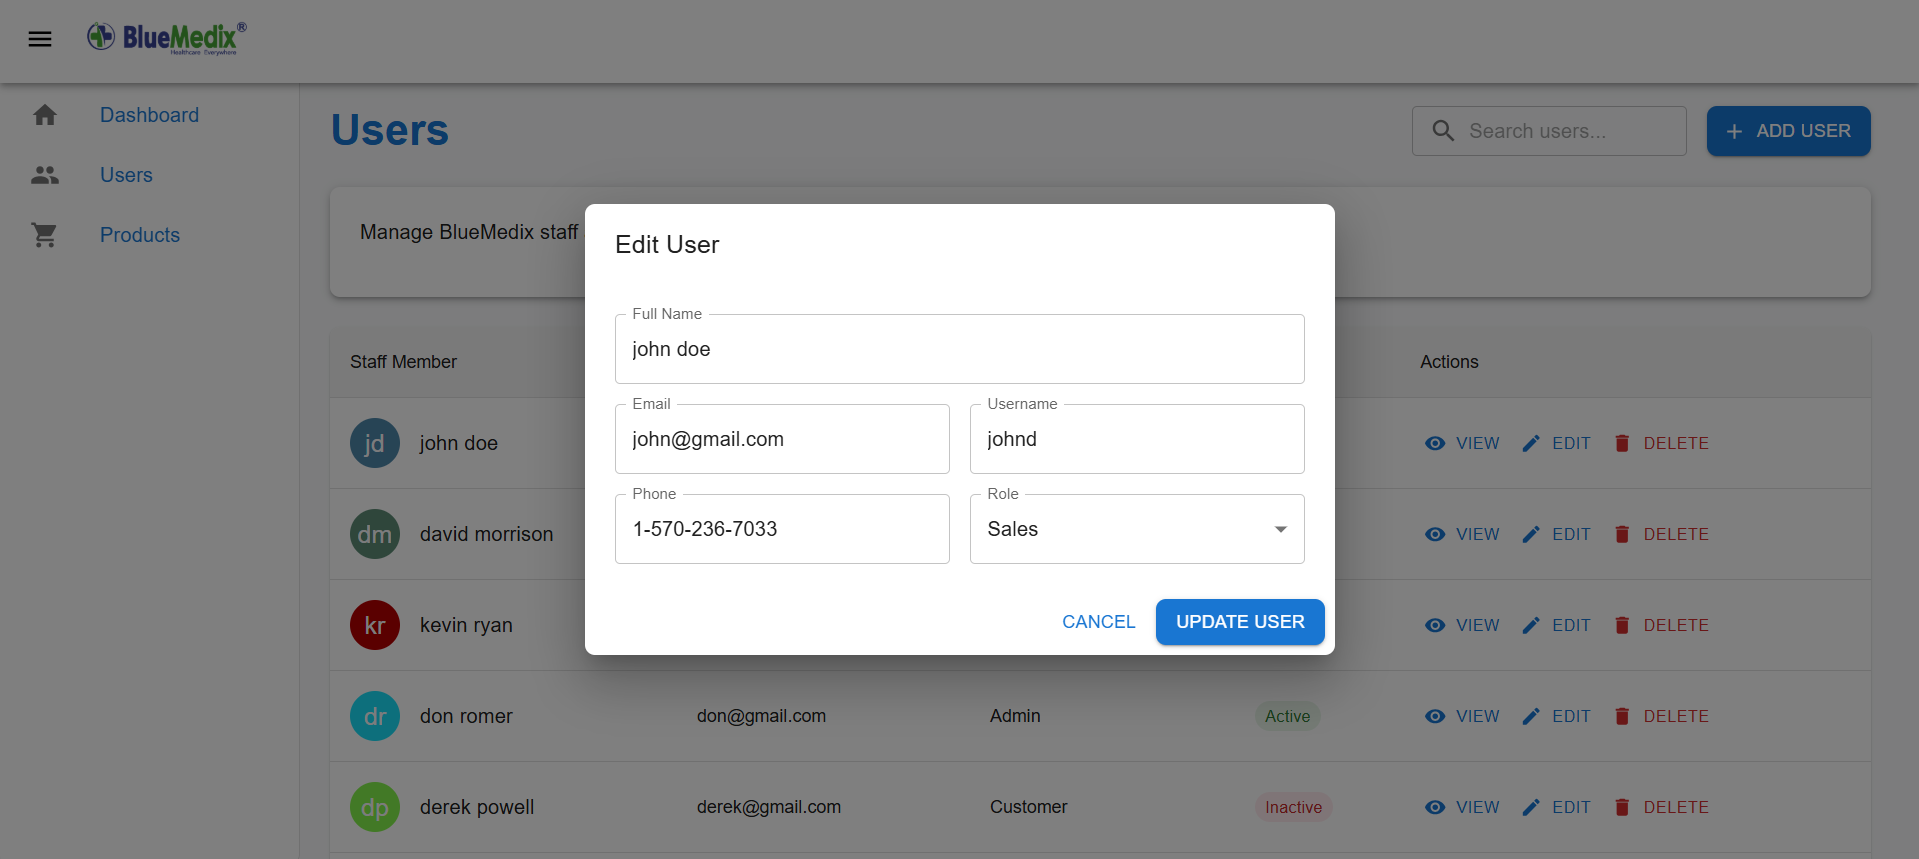 BlueMedix®
Healthcare Everywhere
Dashboard
Users
Products
Users
Search users...
ADD USER
Manage BlueMedix staff
Edit User
Full Name
john doe
Email
john@gmail.com
Username
johnd
Phone
1-570-236-7033
Role
Sales
CANCEL
UPDATE USER
Staff Member
Actions
jd john doe VIEW EDIT DELETE
dm david morrison VIEW EDIT DELETE
kr kevin ryan VIEW EDIT DELETE
dr don romer don@gmail.com Admin Active VIEW EDIT DELETE
dp derek powell derek@gmail.com Customer Inactive VIEW EDIT DELETE